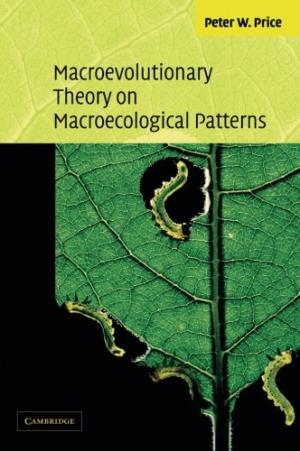 Peter W. Price
Macroevolutionary
Theory on
Macroecological Patterns
CAMBRIDGE